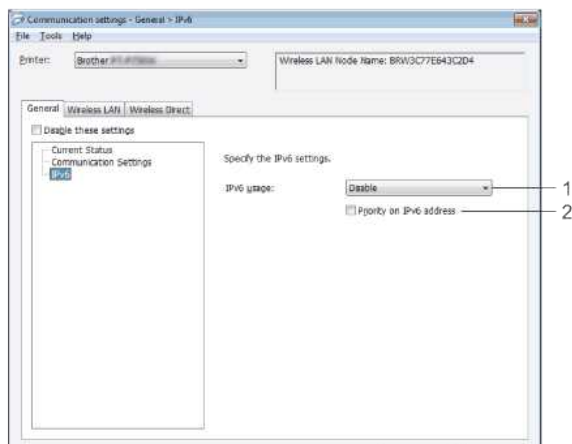 Communication settings - General > IPv6
File Tools Help
Printer: Brother
Wireless LAN Node Name: BRW3C77E643C2D4
General Wireless LAN Wireless Direct
Disable these settings
Current Status
Communication Settings
IPv6
Specify the IPv6 settings.
IPv6 usage: Disable 1
Priority on IPv6 address 2